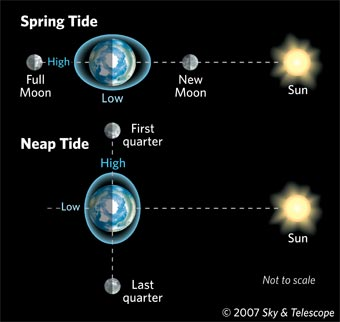 Spring Tide
High
Full
Moon
Low
New
Moon
Sun
First
quarter
Neap Tide
High
Low
Sun
Last
quarter
Not to scale
© 2007 Sky & Telescope